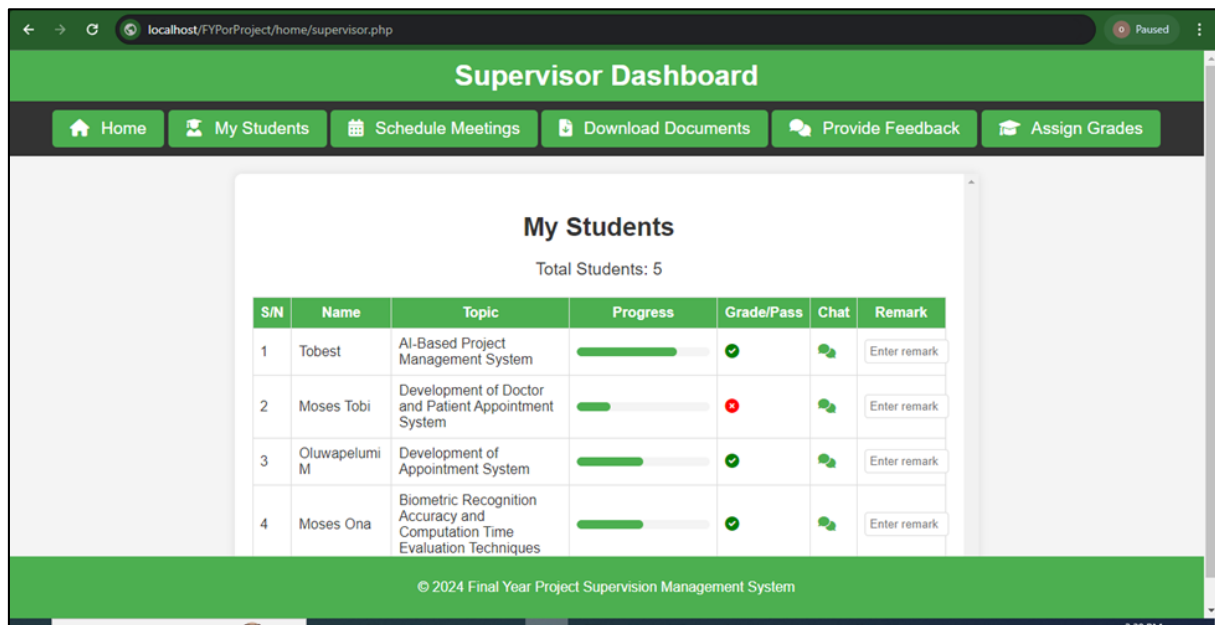 localhost/FYPorProject/home/supervisor.php
O Paused
Supervisor Dashboard
Home My Students Schedule Meetings Download Documents Provide Feedback Assign Grades
My Students
Total Students: 5
S/N Name Topic Progress Grade/Pass Chat Remark
1 Tobest AI-Based Project
Management System Enter remark
2 Moses Tobi Development of Doctor
and Patient Appointment
System Enter remark
3 Oluwapelumi
M Development of
Appointment System Enter remark
4 Moses Ona Biometric Recognition
Accuracy and
Computation Time
Evaluation Techniques Enter remark
© 2024 Final Year Project Supervision Management System